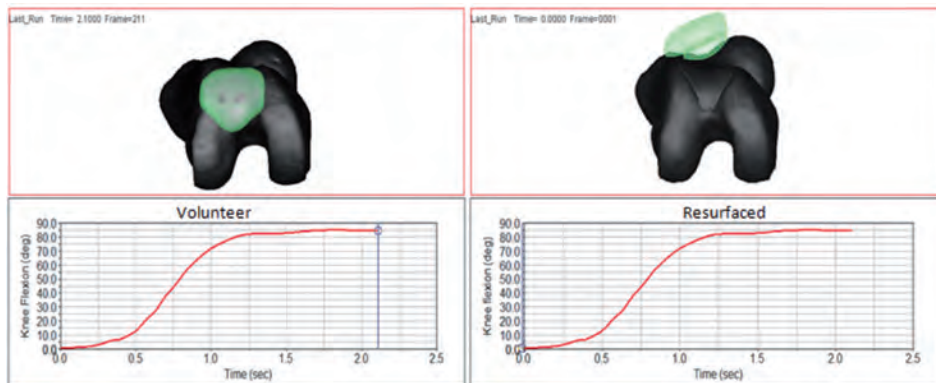 Last_Run Time= 2.1000 Frame=211
Last_Run Time= 0.0000 Frame=0001
Volunteer
90.0
80.0
70.0
60.0
50.0
40.0
30.0
20.0
10.0
0.0
Knee Flexion (deg)
0.0 0.5 1.0 1.5 2.0 2.5
Time (sec)
Resurfaced
90.0
80.0
70.0
60.0
50.0
40.0
30.0
20.0
10.0
0.0
Knee flexion (deg)
0.0 0.5 1.0 1.5 2.0 2.5
Time (sec)